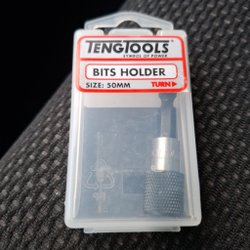 TENGTOOLS
SYMBOL OF POWER
BITS HOLDER
SIZE: 50MM TURN